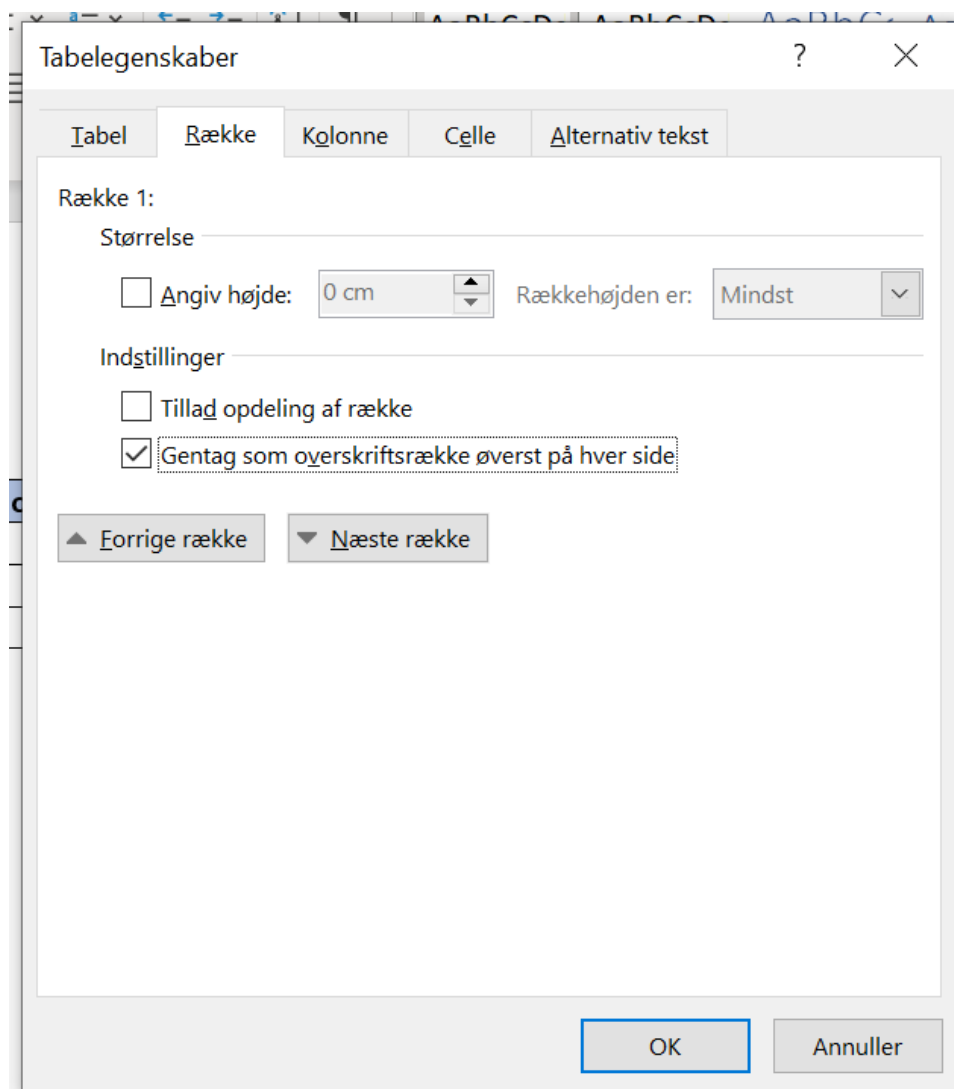 Tabelegenskaber ?
Tabel Række Kolonne Celle Alternativ tekst
Række 1:
Størrelse
Angiv højde: 0 cm Rækkehøjden er: Mindst
Indstillinger
Tillad opdeling af række
Gentag som overskriftsrække øverst på hver side
Forrige række Næste række
OK Annuller